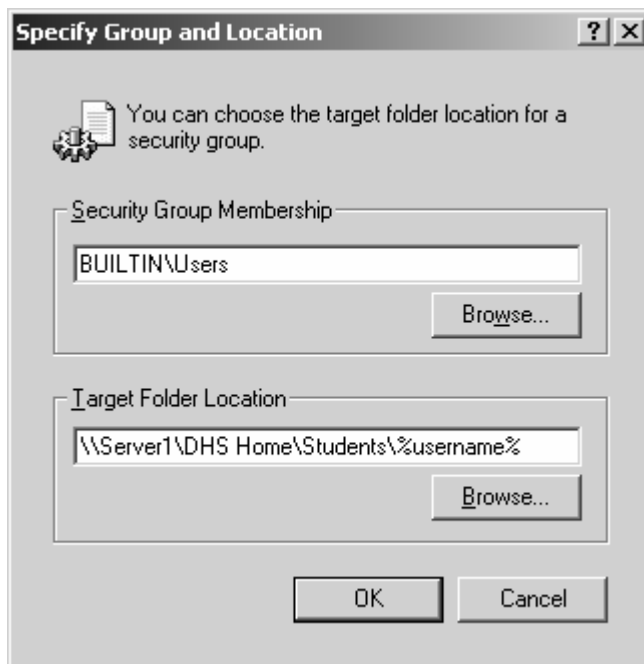 Specify Group and Location
You can choose the target folder location for a
security group.
Security Group Membership
BUILTIN\Users
Browse...
Target Folder Location
\\Server1\DHS Home\Students\%username%
Browse...
OK
Cancel